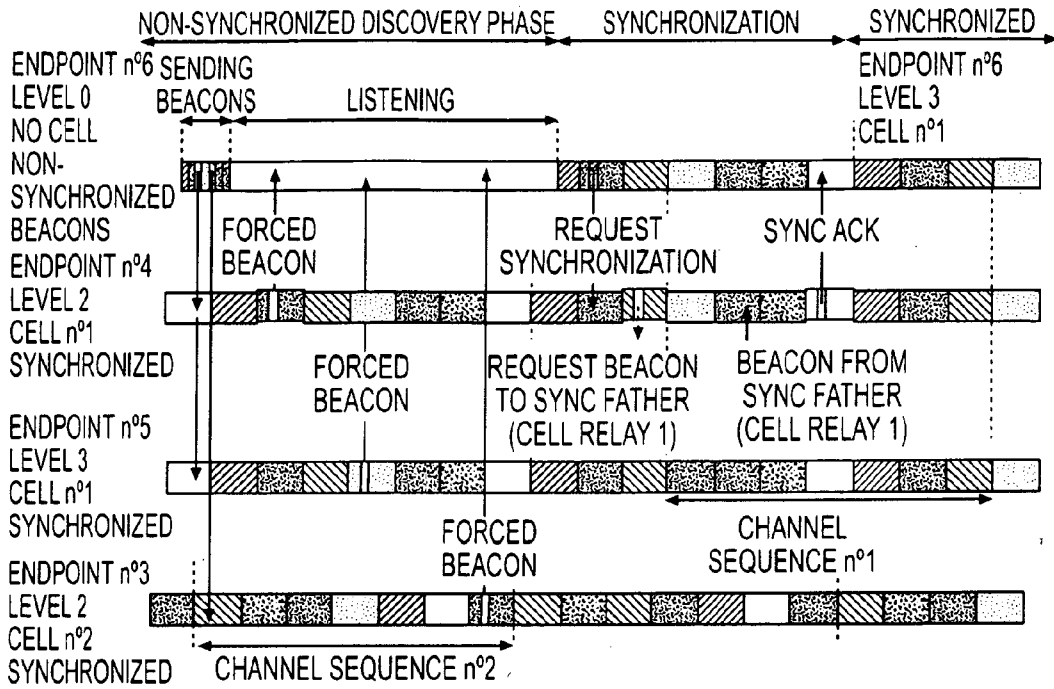 NON-SYNCHRONIZED DISCOVERY PHASE
SYNCHRONIZATION
SYNCHRONIZED
ENDPOINT nº6
LEVEL 0
NO CELL
NON-
SYNCHRONIZED
BEACONS
SENDING
BEACONS
LISTENING
ENDPOINT nº6
LEVEL 3
CELL nº1
FORCED
BEACON
REQUEST
SYNCHRONIZATION
SYNC ACK
ENDPOINT nº4
LEVEL 2
CELL nº1
SYNCHRONIZED
FORCED
BEACON
REQUEST BEACON
TO SYNC FATHER
(CELL RELAY 1)
BEACON FROM
SYNC FATHER
(CELL RELAY 1)
ENDPOINT nº5
LEVEL 3
CELL nº1
SYNCHRONIZED
FORCED
BEACON
CHANNEL
SEQUENCE nº1
ENDPOINT nº3
LEVEL 2
CELL nº2
SYNCHRONIZED
CHANNEL SEQUENCE nº2